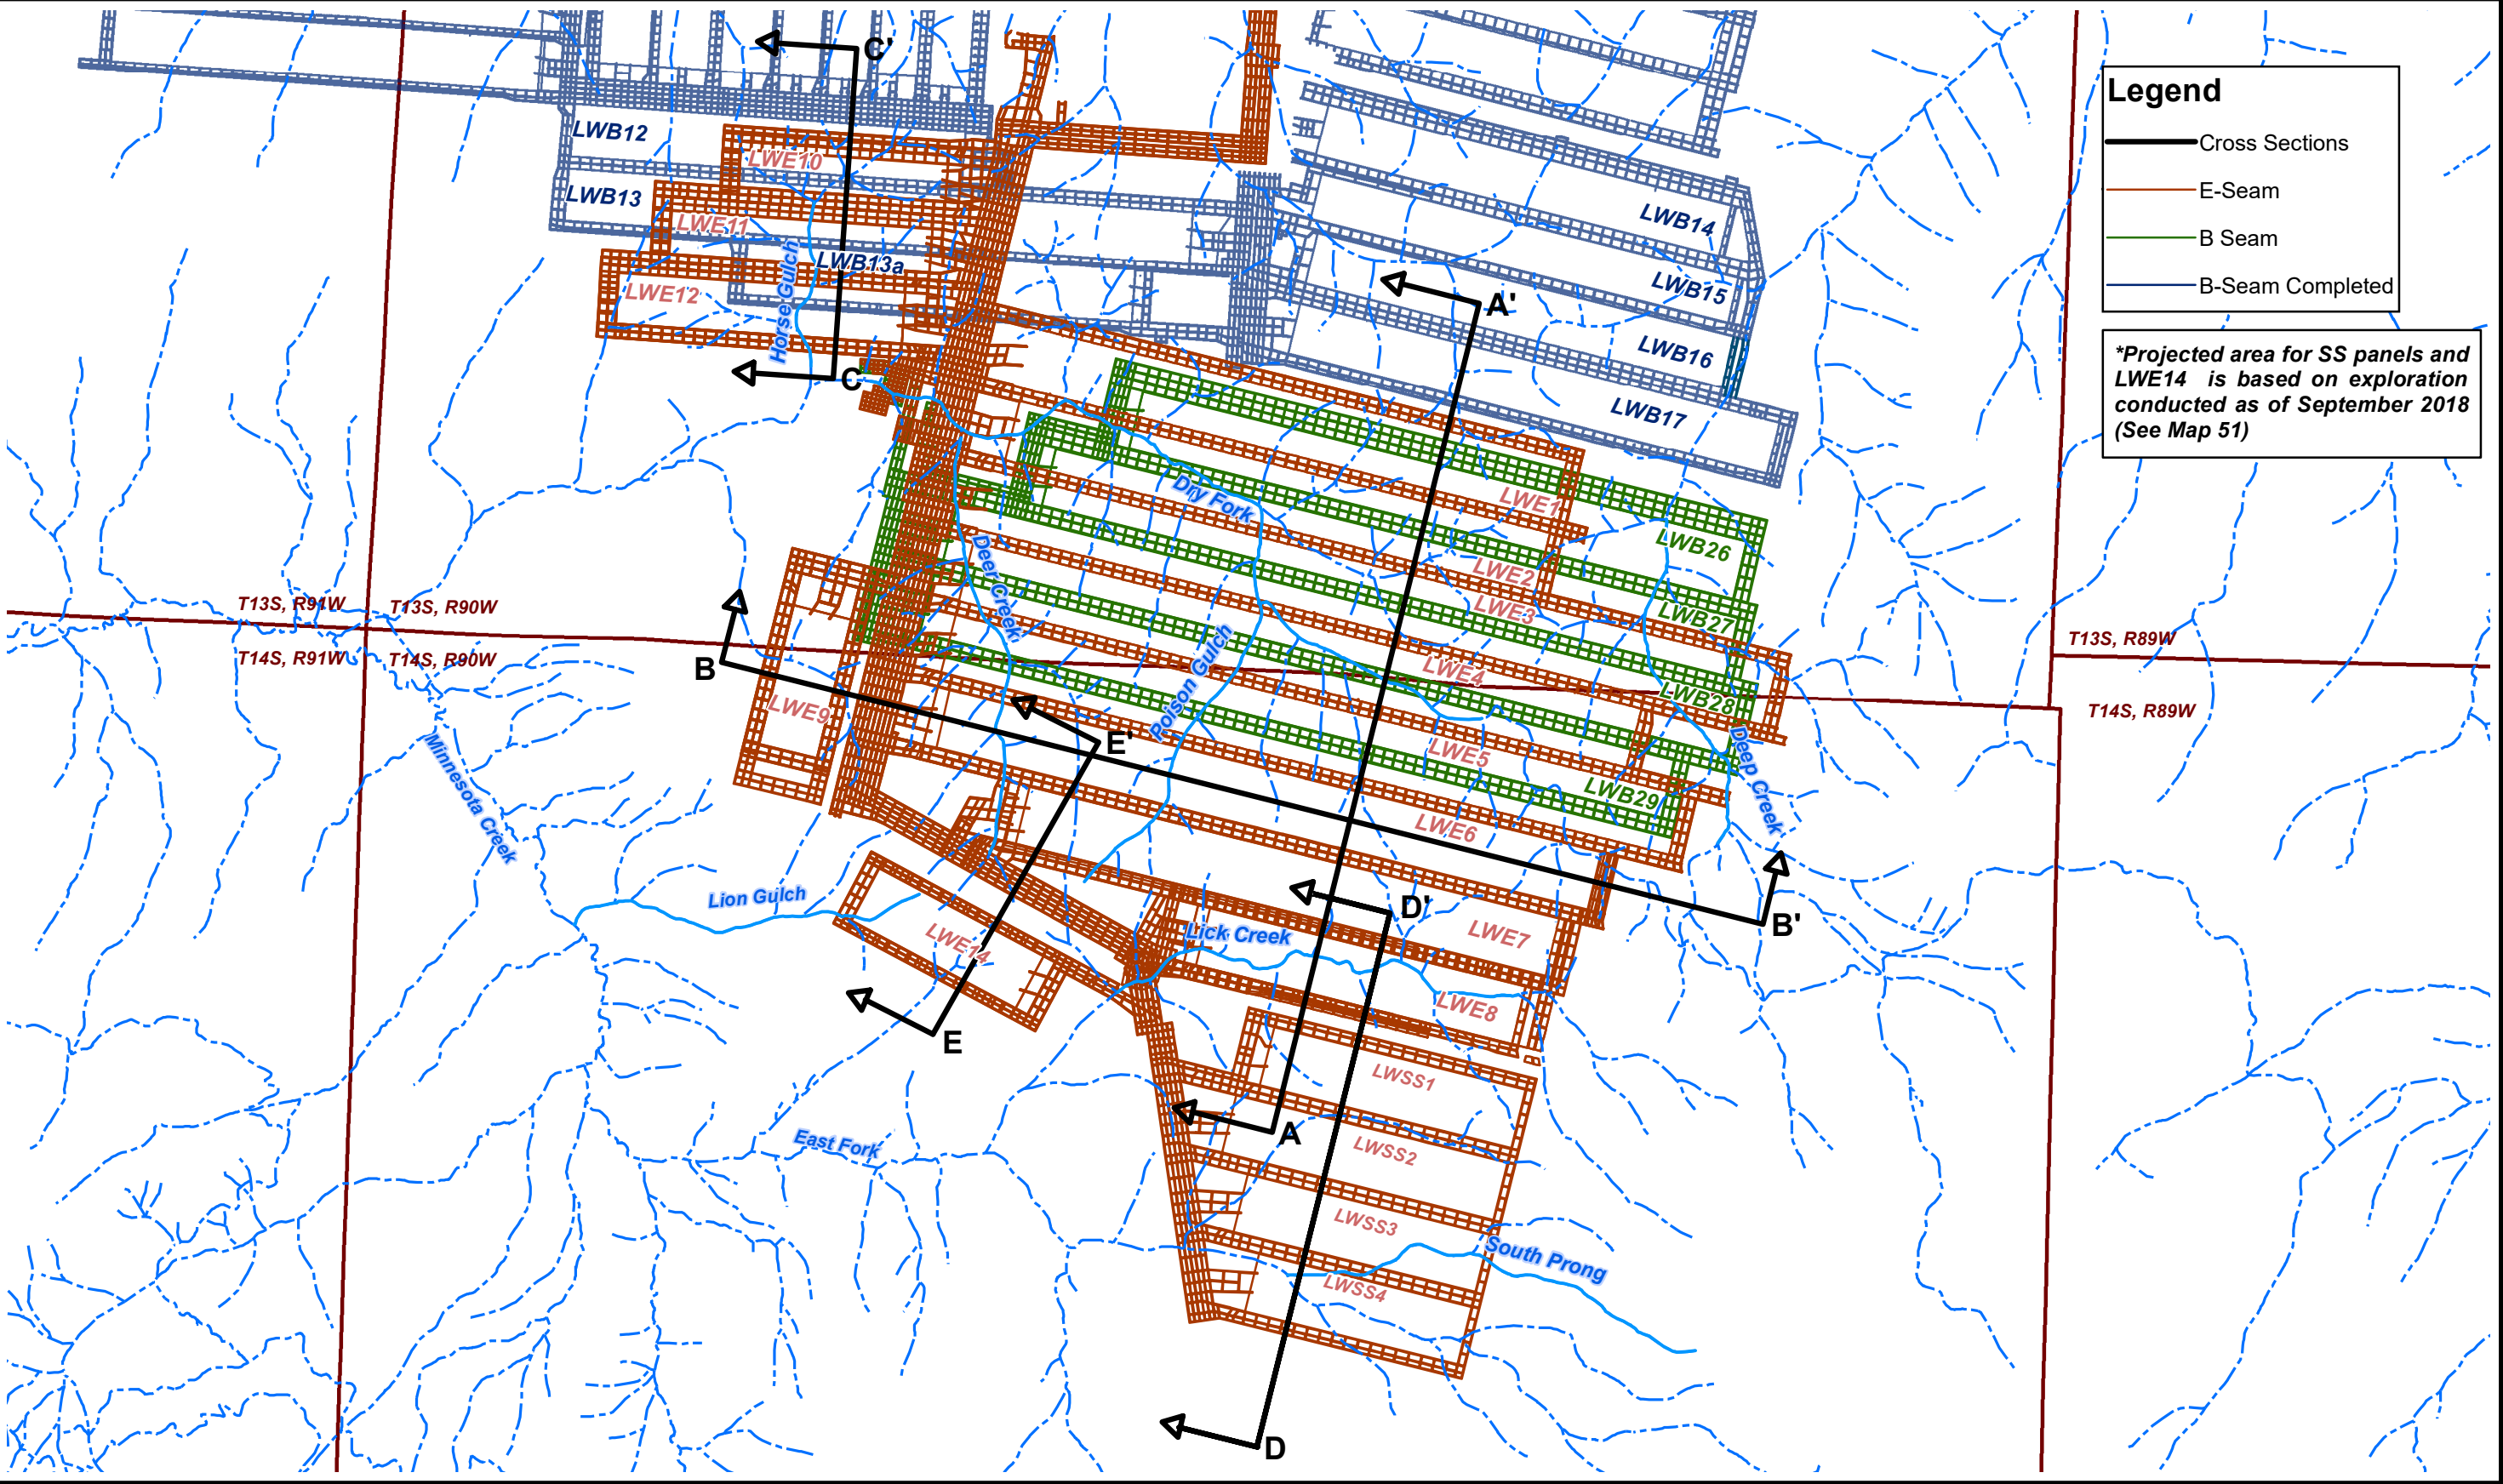 C'
Legend
Cross Sections
E-Seam
B Seam
B-Seam Completed
*Projected area for SS panels and
LWE14 is based on exploration
conducted as of September 2018
(See Map 51)
LWB12
LWE10
LWB13
LWE11
LWB13a
LWE12
Horse Gulch
C
LWB14
LWB15
A'
LWB16
LWB17
Dry Fork
LWE1
LWB26
LWE2
Deer Creek
LWE3
LWB27
T13S, R91W
T13S, R90W
T13S, R89W
T14S, R91W
T14S, R90W
T14S, R89W
B
LWE4
Poison Gulch
LWB28
LWE9
E'
LWE5
Deep Creek
Minnesota Creek
LWB29
LWE6
Lion Gulch
D'
B'
Lick Creek
LWE7
LWE14
LWE8
E
LWSS1
A
East Fork
LWSS2
LWSS3
South Prong
LWSS4
D